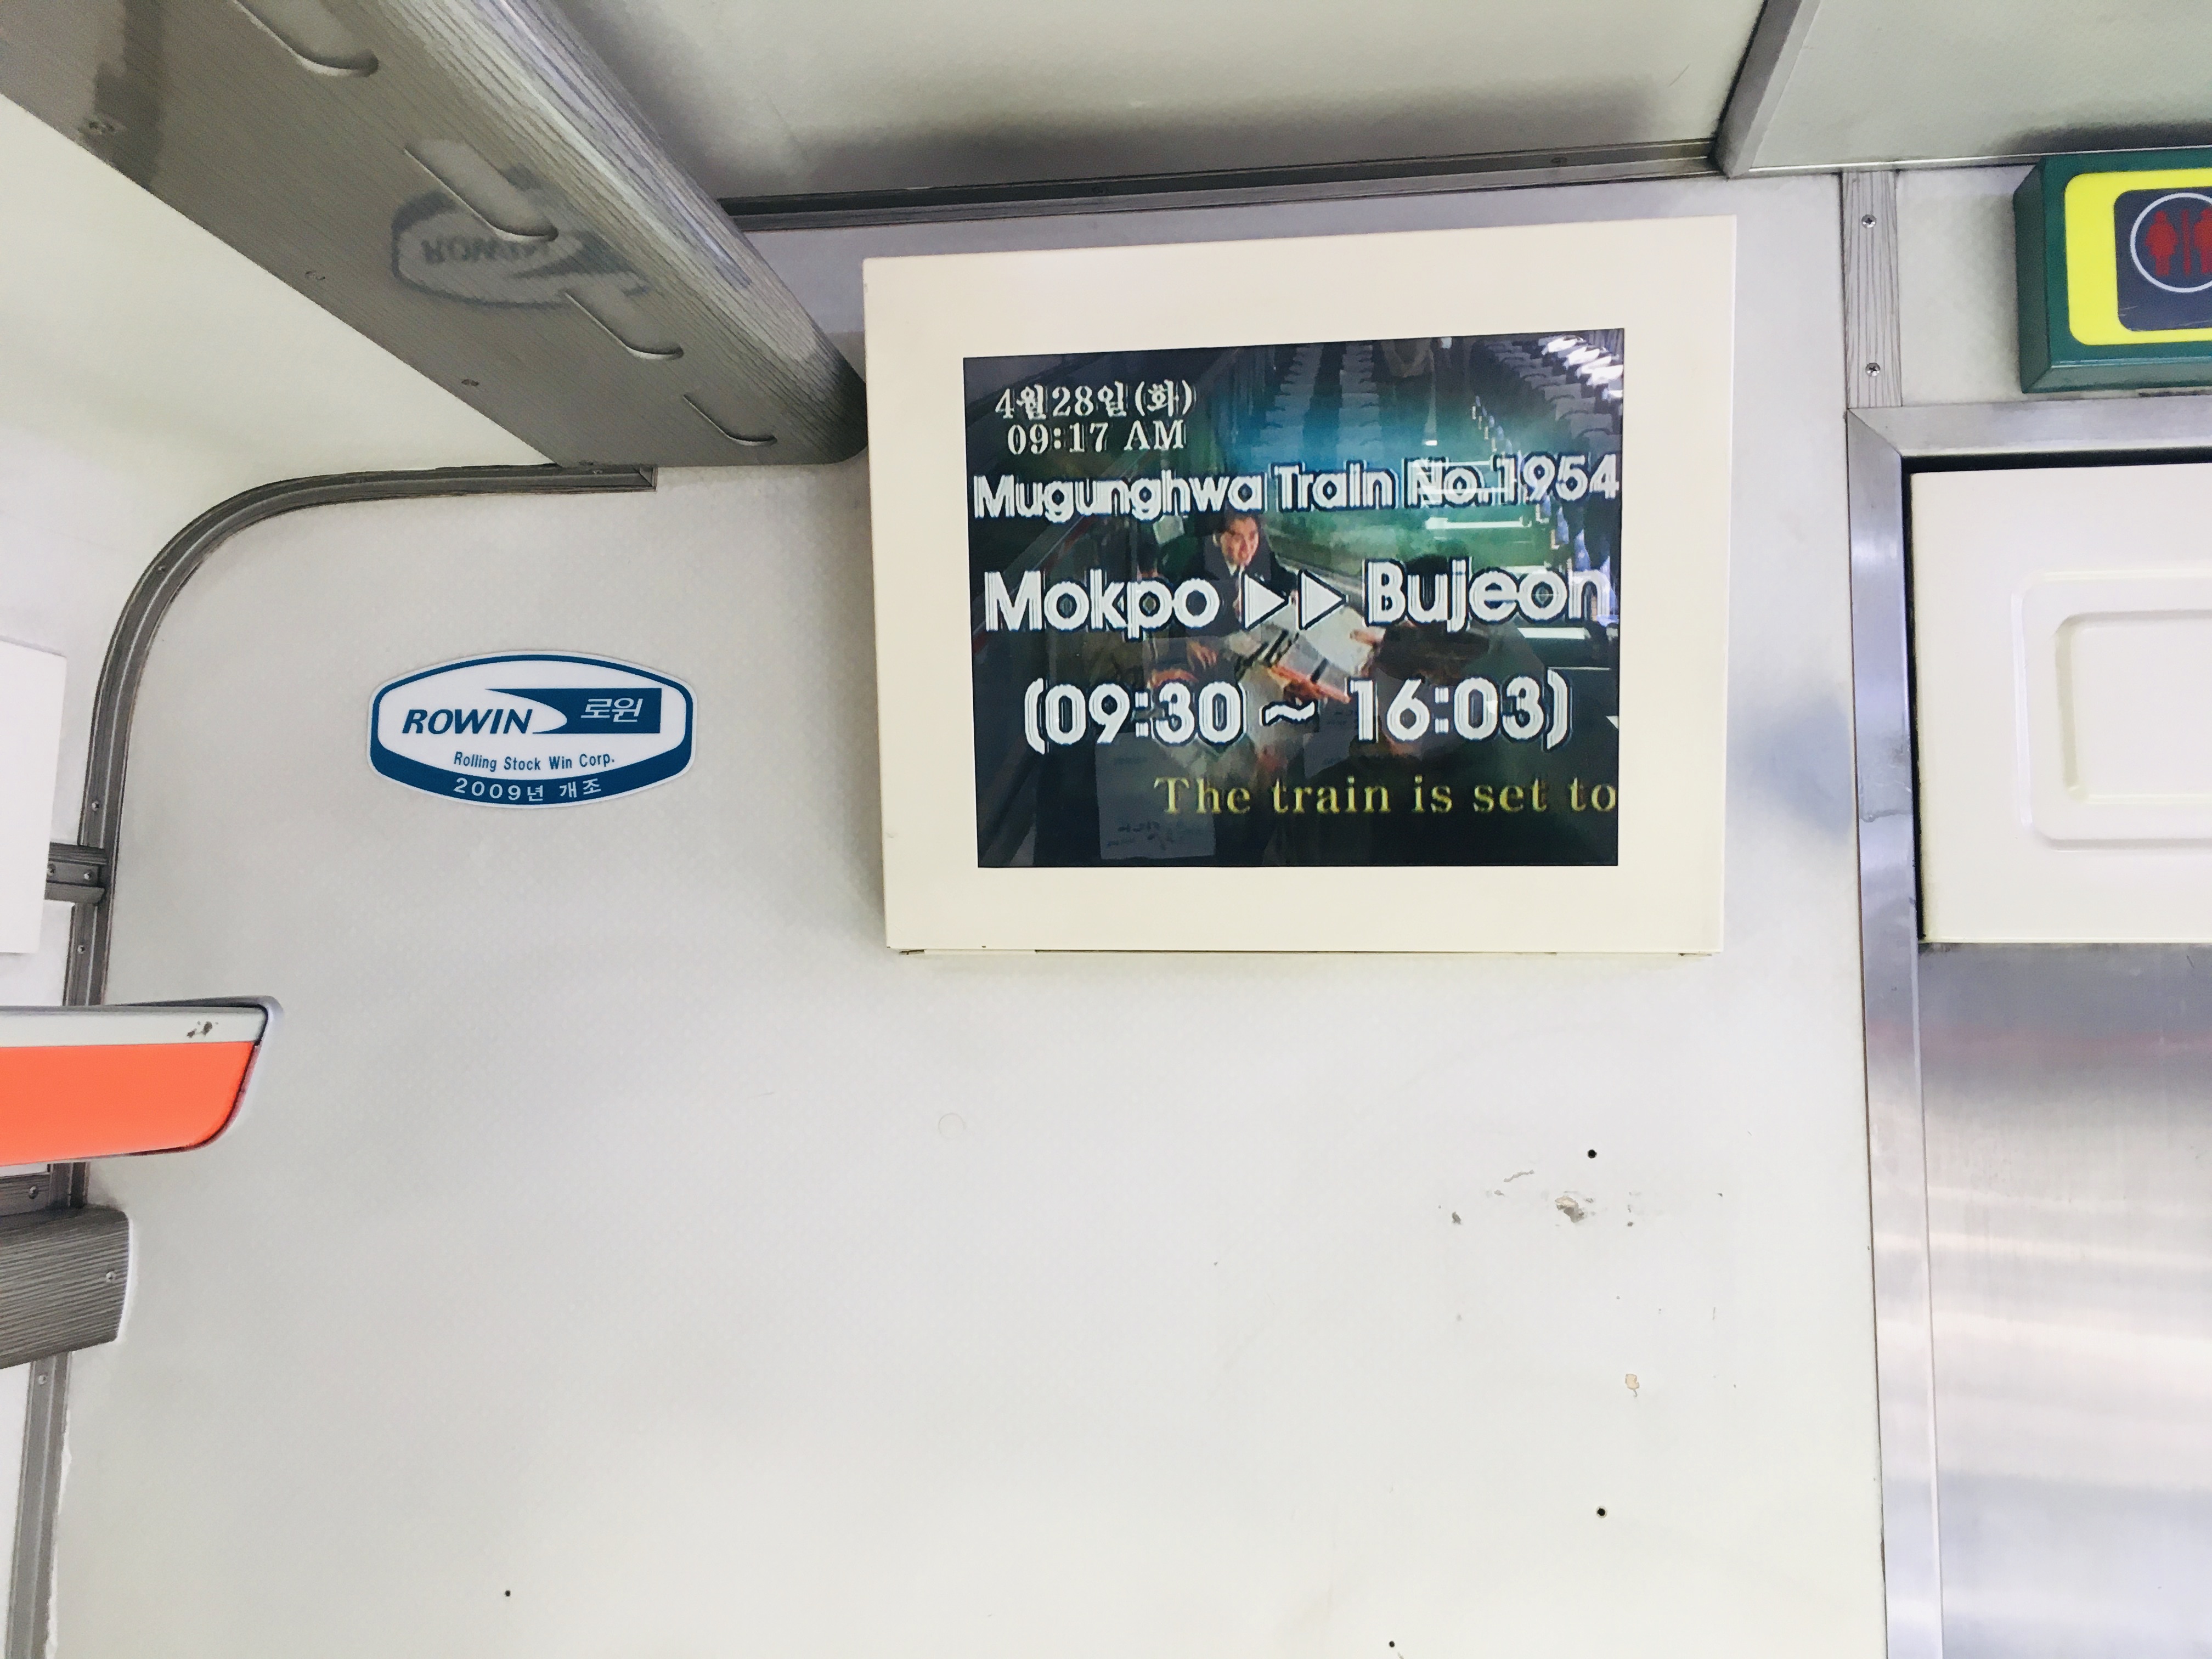 4월28일(화)
09:17 AM
Mugunghwa Train No.1954
Mokpo ▶▶ Bujeon
(09:30 ~ 16:03)
The train is set to
ROWIN 로윈
Rolling Stock Win Corp.
2009년 개조